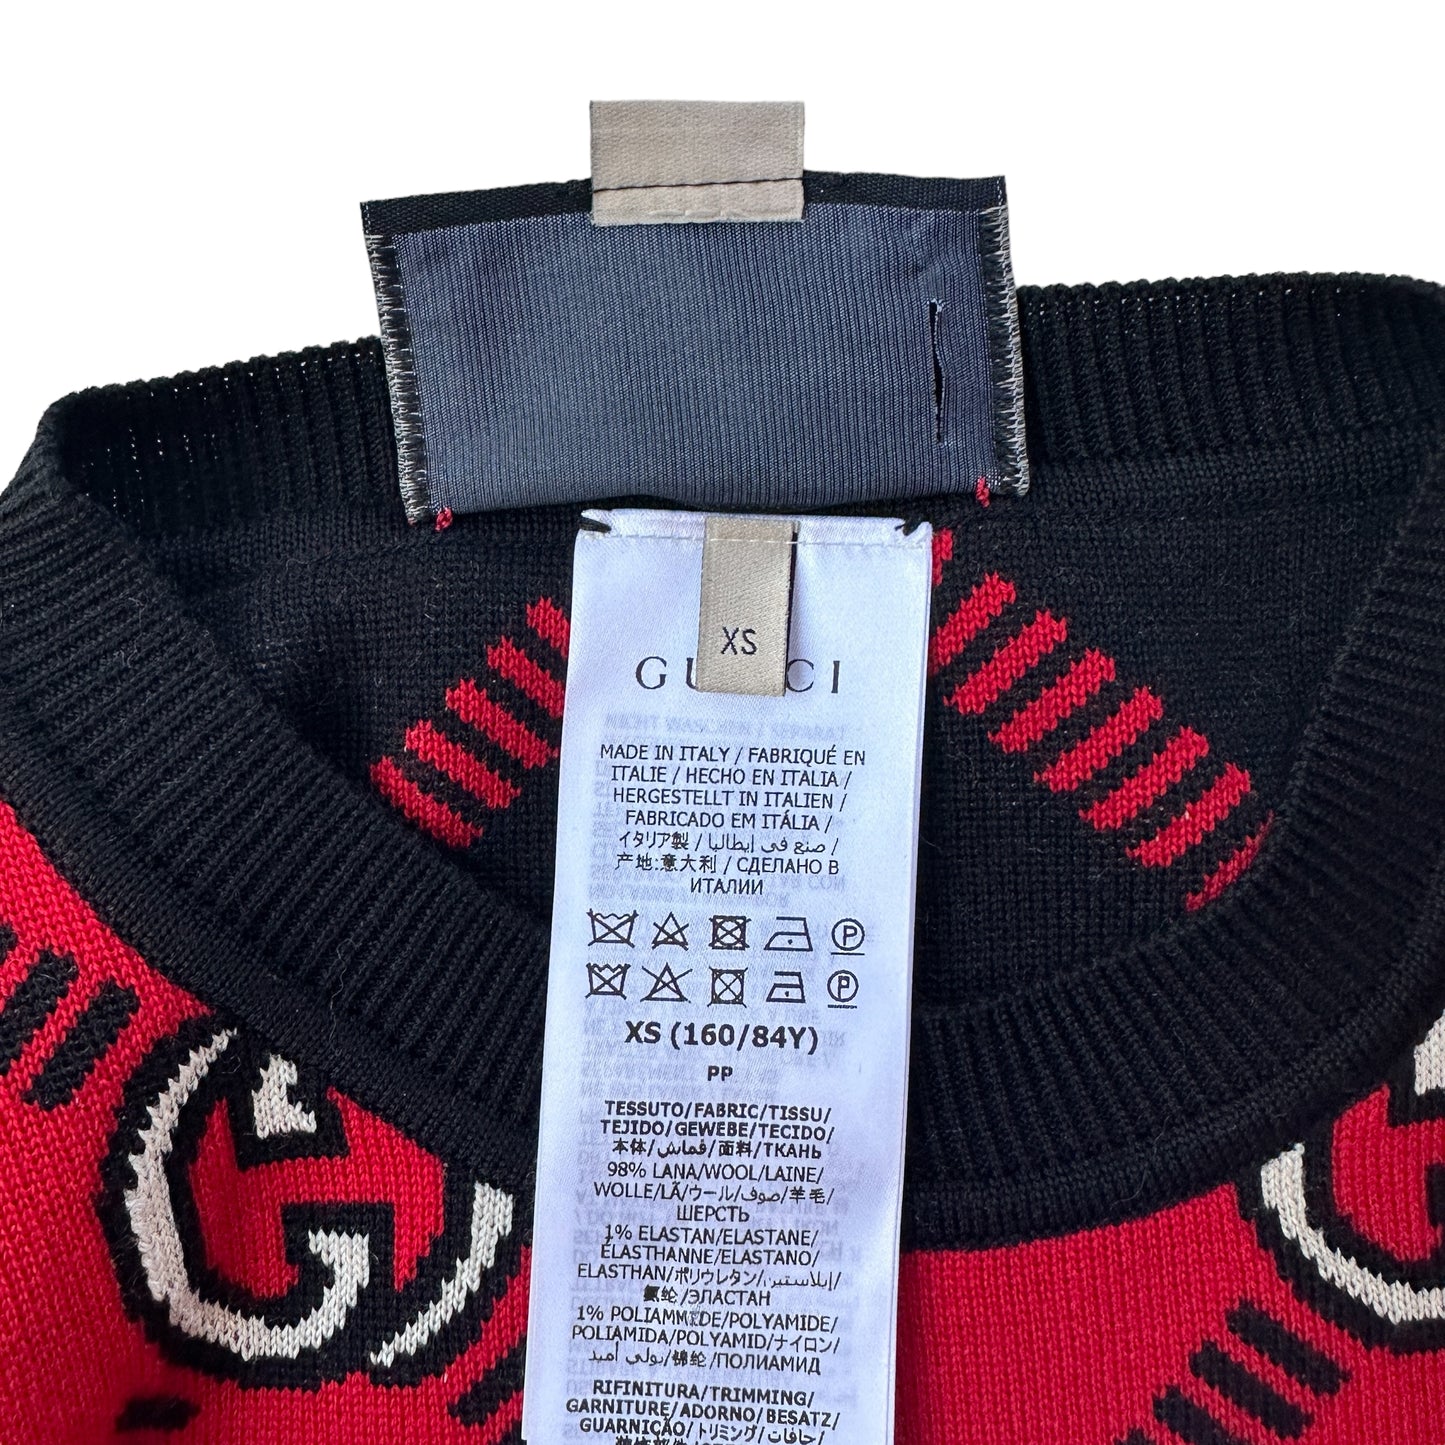 XS
GUCCI
MADE IN ITALY / FABRIQUÉ EN
ITALIE / HECHO EN ITALIA /
HERGESTELLT IN ITALIEN /
FABRICADO EM ITÁLIA /
イタリア製 / صنع في إيطاليا /
产地:意大利 / СДЕЛАНО В
ИТАЛИИ
P
P
XS (160/84Y)
PP
TESSUTO/FABRIC/TISSU/
TEJIDO/GEWEBE/TECIDO/
本体/قماش/面料/ТКАНЬ
98% LANA/WOOL/LAINE/
WOLLE/LÃ/ウール/صوف/羊毛/
ШЕРСТЬ
1% ELASTAN/ELASTANE/
ÉLASTHANNE/ELASTANO/
ELASTHAN/ポリウレタン/إيلاستين/
氨纶/ЭЛАСТАН
1% POLIAMMIDE/POLYAMIDE/
POLIAMIDA/POLYAMID/ナイロン/
بولي أميد/锦纶/ПОЛИАМИД
RIFINITURA/TRIMMING/
GARNITURE/ADORNO/BESATZ/
GUARNIÇÃO/トリミング/حافات/